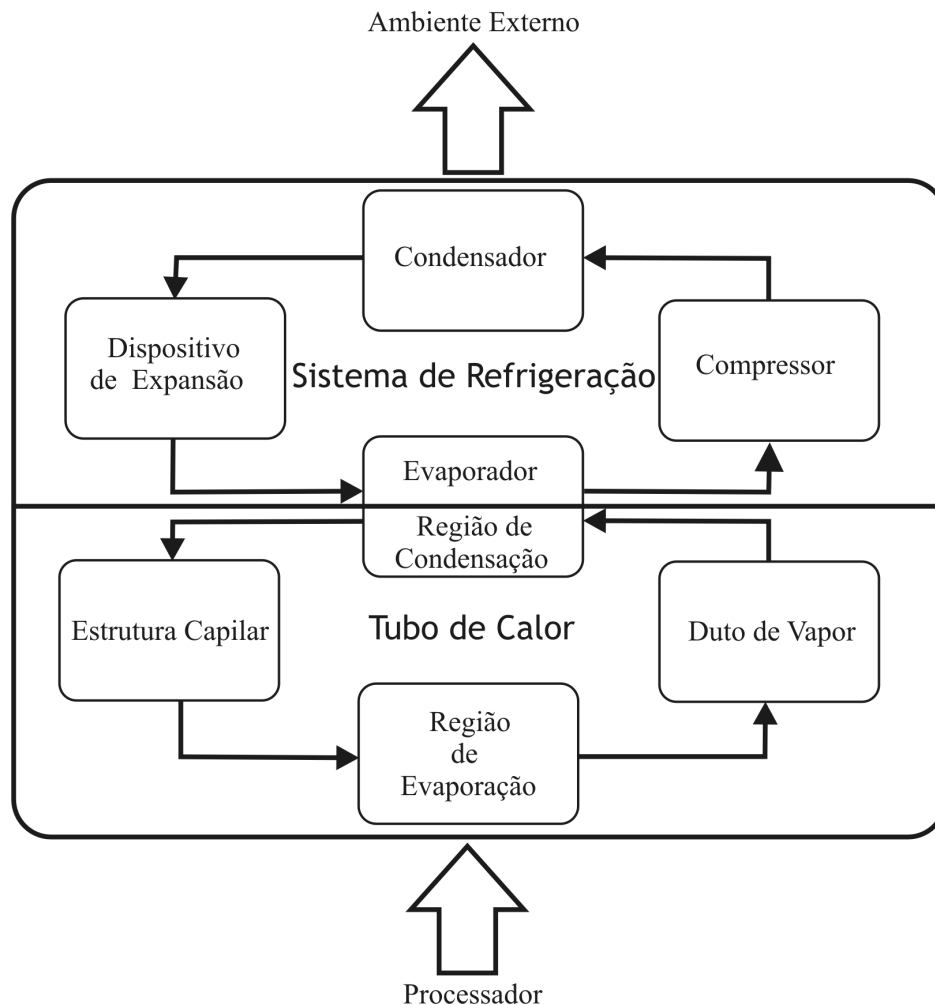 Ambiente Externo
Condensador
Dispositivo
de Expansão
Sistema de Refrigeração
Compressor
Evaporador
Região de
Condensação
Estrutura Capilar
Tubo de Calor
Duto de Vapor
Região
de
Evaporação
Processador